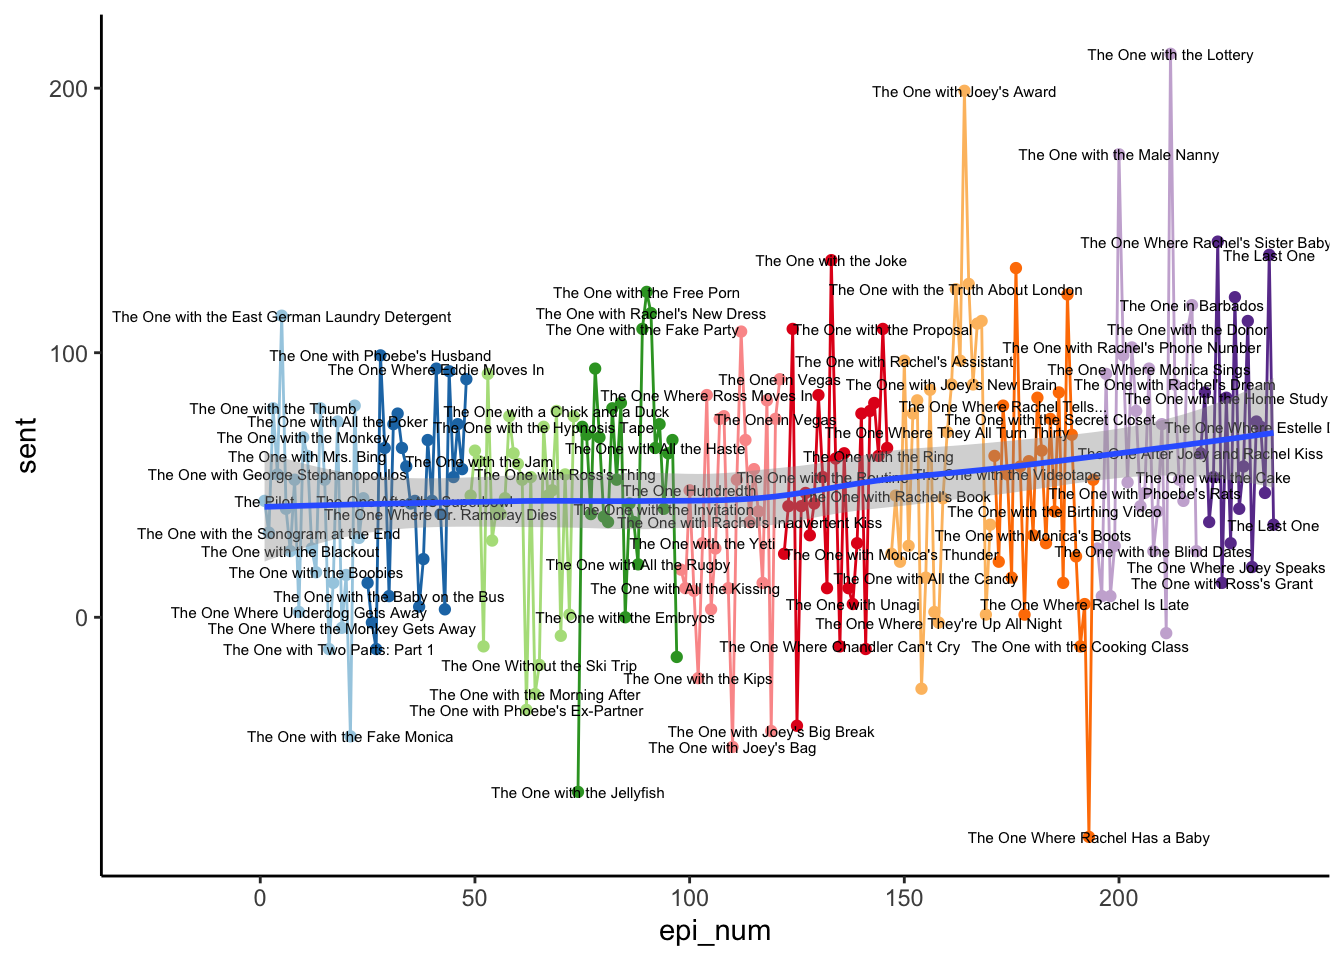 200
100
0
sent
0
50
100
150
200
epi_num
The One with the Lottery
The One with Joey's Award
The One with the Male Nanny
The One Where Rachel's Sister Baby
The Last One
The One with the Joke
The One with the Truth About London
The One with the Free Porn
The One in Barbados
The One with Rachel's New Dress
The One with the East German Laundry Detergent
The One with the Fake Party
The One with the Proposal
The One with the Donor
The One with Rachel's Phone Number
The One with Phoebe's Husband
The One with Rachel's Assistant
The One Where Eddie Moves In
The One Where Monica Sings
The One in Vegas
The One with Joey's New Brain
The One with Rachel's Dream
The One Where Ross Moves In
The One with the Home Study
The One with the Thumb
The One Where Rachel Tells...
The One with a Chick and a Duck
The One with All the Poker
The One in Vegas
The One with the Secret Closet
The One with the Hypnosis Tape
The One Where Estelle D
The One Where They All Turn Thirty
The One with the Monkey
The One with All the Haste
The One After Joey and Rachel Kiss
The One with Mrs. Bing
The One with the Ring
The One with the Jam
The One with George Stephanopoulos
The One with Ross's Thing
The One with the Routing
The One with the Videotape
The One with the Cake
The One Hundredth
The One with Phoebe's Rats
The One with Rachel's Book
The Pilot
The One After the Superbowl
The One with the Invitation
The One with the Birthing Video
The One Where Dr. Ramoray Dies
The One with Rachel's Inadvertent Kiss
The Last One
The One with the Sonogram at the End
The One with Monica's Boots
The One with the Yeti
The One with the Blackout
The One with Monica's Thunder
The One with the Blind Dates
The One with All the Rugby
The One Where Joey Speaks
The One with the Boobies
The One with All the Candy
The One with Ross's Grant
The One with All the Kissing
The One with the Baby on the Bus
The One with Unagi
The One Where Rachel Is Late
The One Where Underdog Gets Away
The One with the Embryos
The One Where They're Up All Night
The One Where the Monkey Gets Away
The One with Two Parts: Part 1
The One Where Chandler Can't Cry
The One with the Cooking Class
The One Without the Ski Trip
The One with the Kips
The One with the Morning After
The One with Phoebe's Ex-Partner
The One with the Fake Monica
The One with Joey's Big Break
The One with Joey's Bag
The One with the Jellyfish
The One Where Rachel Has a Baby